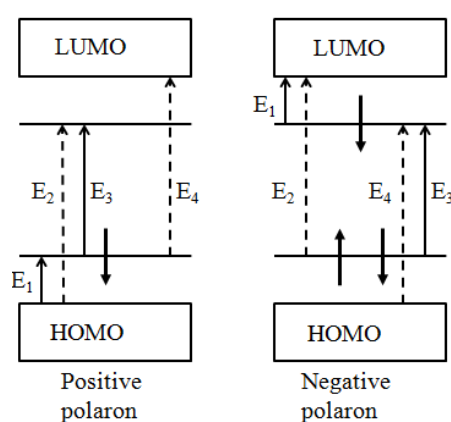 LUMO
E2
E3
E4
E1
HOMO
Positive
polaron
LUMO
E1
E2
E4
E3
HOMO
Negative
polaron